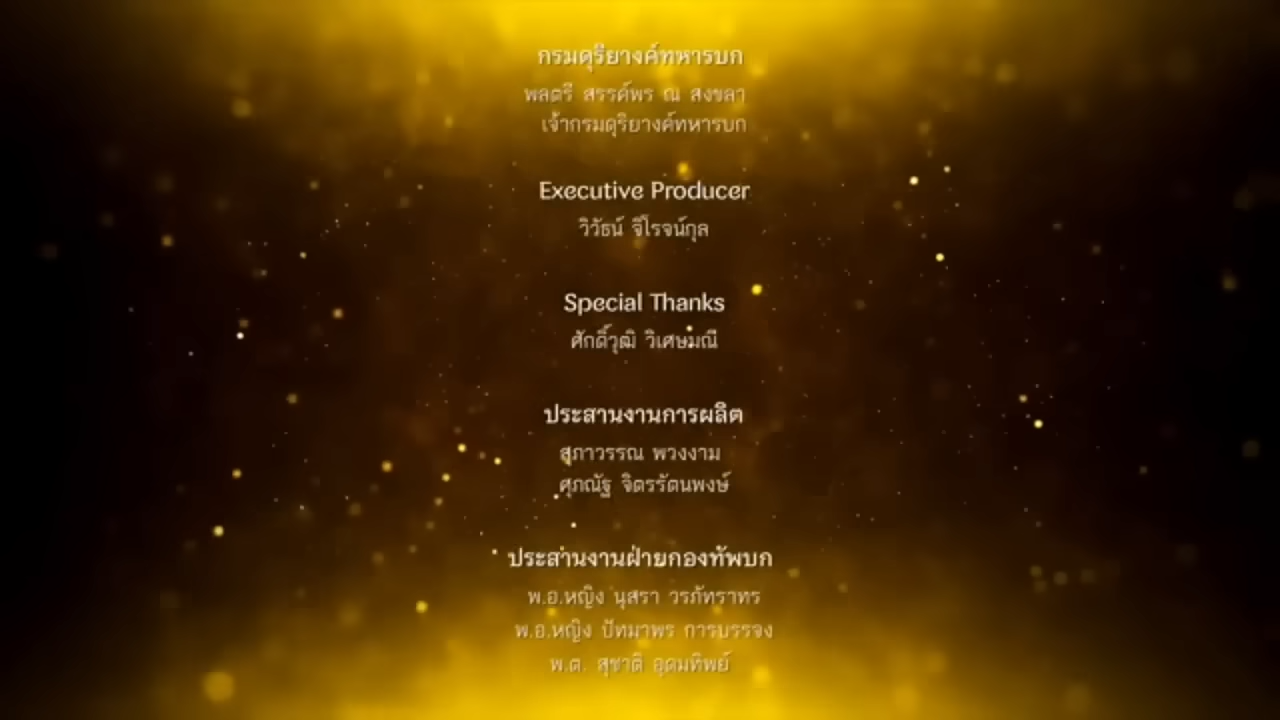 กรมดุริยางค์ทหารบก
พลตรี สรรค์พร ณ สงขลา
เจ้ากรมดุริยางค์ทหารบก
Executive Producer
วิวัธน์ จิโรจน์กุล
Special Thanks
ศักดิ์วุฒิ วิเศษมณี
ประสานงานการผลิต
สุภาวรรณ พวงงาม
ศุภณัฐ จิตรรัตนพงษ์
ประสานงานฝ่ายกองทัพบก
พ.อ.หญิง นุสรา วรภัทราทร
พ.อ.หญิง ปัทมาพร การบรรจง
พ.ต. สุชาติ อุดมทิพย์